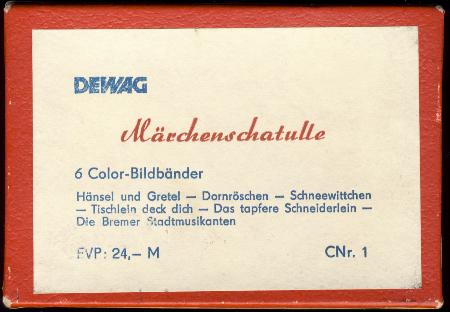 DEWAG
Märchenschatulle
6 Color-Bildbänder
Hänsel und Gretel — Dornröschen — Schneewittchen
— Tischlein deck dich — Das tapfere Schneiderlein —
Die Bremer Stadtmusikanten
EVP: 24,– M CNr. 1